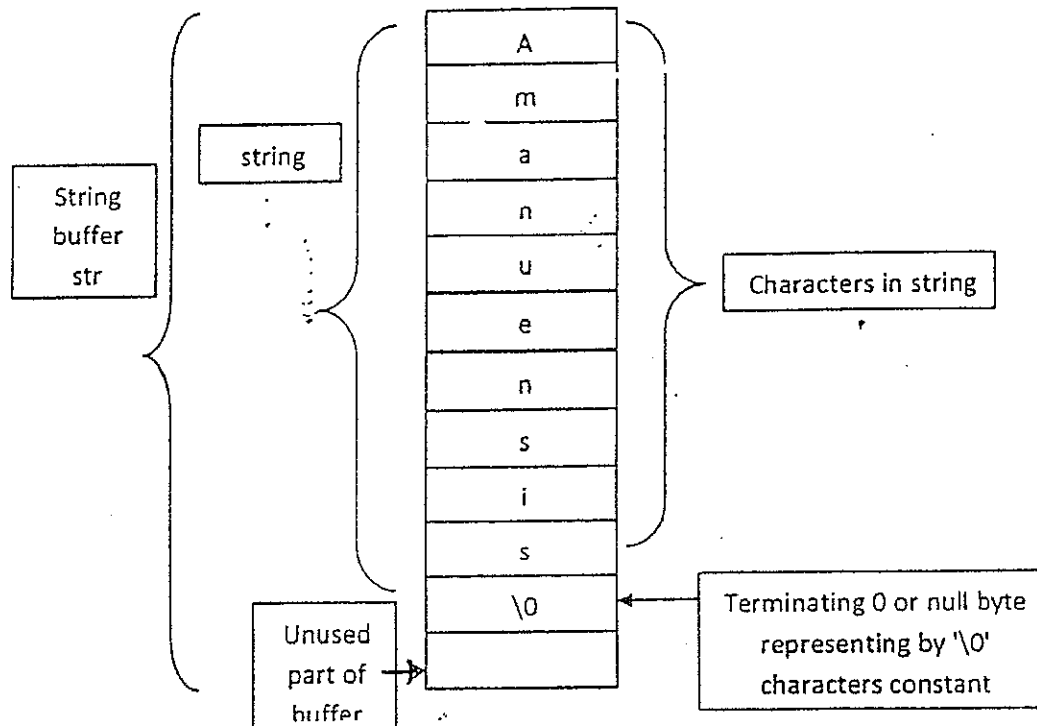 String
buffer
str
string
A
m
a
n
u
e
n
s
i
s
\0
Characters in string
Unused
part of
buffer
Terminating 0 or null byte
representing by '\0'
characters constant